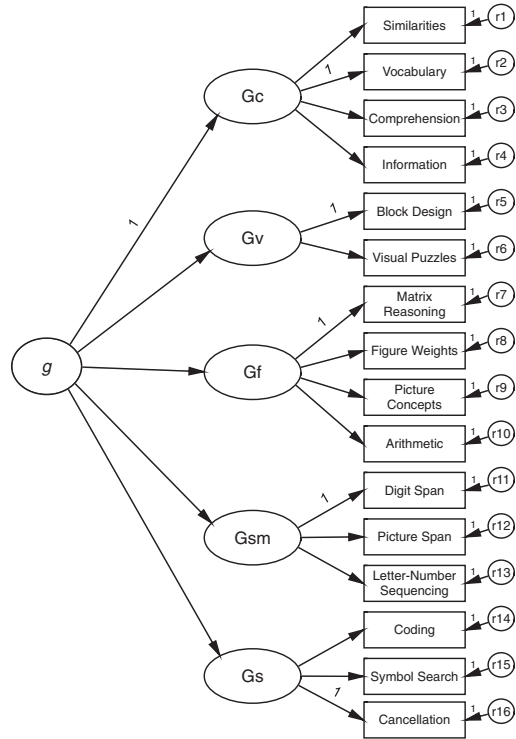 Similarities
1
r1
1
Vocabulary
1
r2
Gc
Comprehension
1
r3
Information
1
r4
1
1
Block Design
1
r5
Gv
Visual Puzzles
1
r6
Matrix
Reasoning
1
r7
1
Figure Weights
1
r8
g
Gf
Picture
Concepts
1
r9
Arithmetic
1
r10
1
Digit Span
1
r11
Gsm
Picture Span
1
r12
Letter-Number
Sequencing
1
r13
Coding
1
r14
Gs
Symbol Search
1
r15
1
Cancellation
1
r16